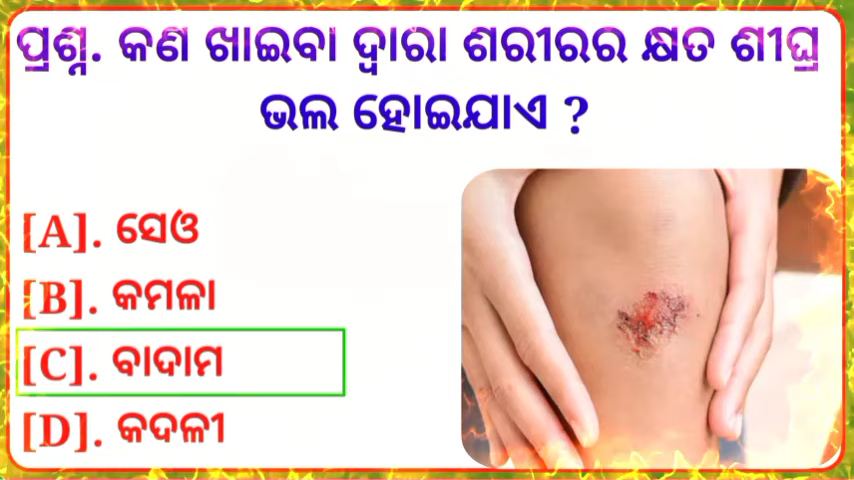 ପ୍ରଶ୍ନ. କଣ ଖାଇବା ଦ୍ୱାରା ଶରୀରର କ୍ଷତ ଶୀଘ୍ର
ଭଲ ହୋଇଯାଏ ?
[A]. ସେଓ
[B]. କମଳା
[C]. ବାଦାମ
[D]. କଦଳୀ